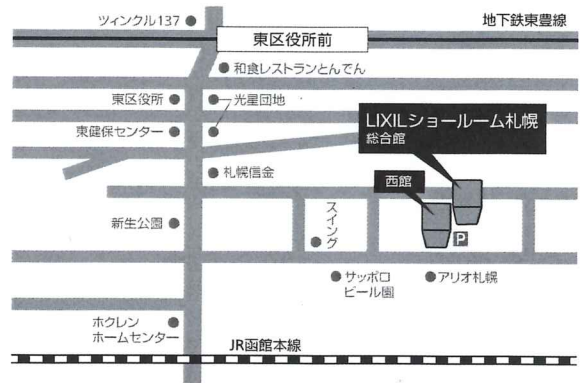 ツィンクル137
地下鉄東豊線
東区役所前
和食レストランとんでん
東区役所
光星団地
東健保センター
LIXILショールーム札幌
総合館
札幌信金
西館
新生公園
スイング
P
サッポロ
ビール園
アリオ札幌
ホクレン
ホームセンター
JR函館本線